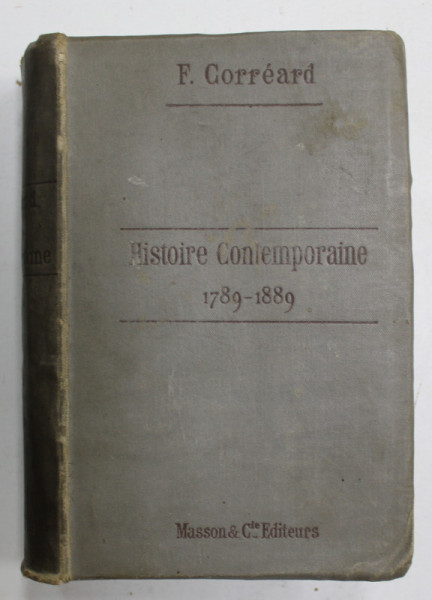 F. Corréard
Histoire Contemporaine
1789-1889
Masson & Cie Editeurs